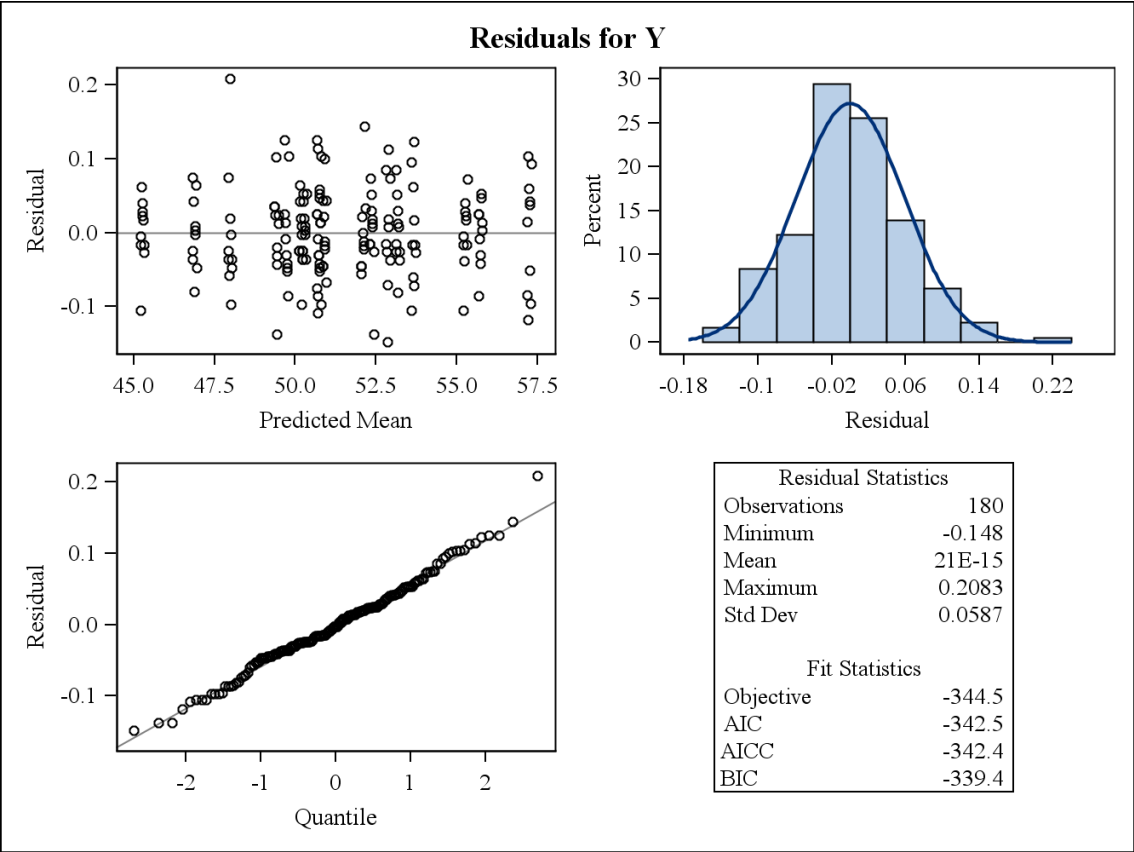 Residuals for Y
0.2
0.1
0.0
-0.1
Residual
45.0 47.5 50.0 52.5 55.0 57.5
Predicted Mean
30
25
20
15
10
5
0
Percent
-0.18 -0.1 -0.02 0.06 0.14 0.22
Residual
0.2
0.1
0.0
-0.1
Residual
-2 -1 0 1 2
Quantile
Residual Statistics
Observations 180
Minimum -0.148
Mean 21E-15
Maximum 0.2083
Std Dev 0.0587
Fit Statistics
Objective -344.5
AIC -342.5
AICC -342.4
BIC -339.4